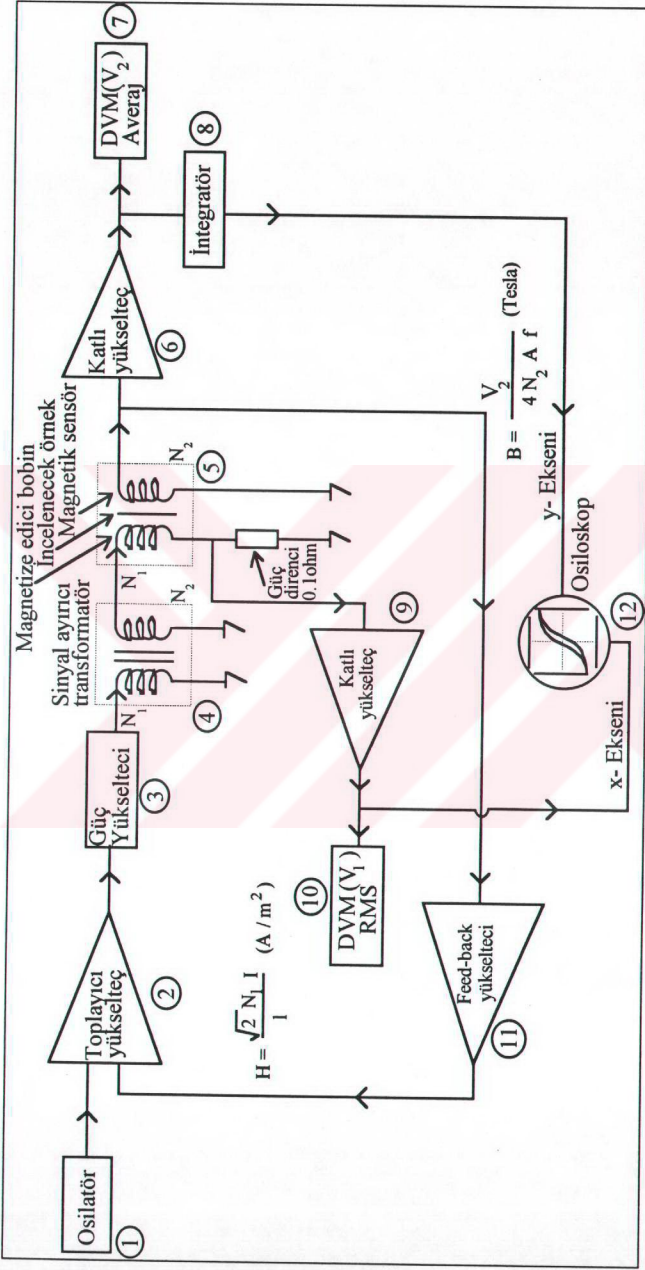 Osilatör
1
Toplayıcı
yükselteç
2
Güç
Yükselteci
3
Sinyal ayırıcı
transformatör
N1
N2
4
Magnetize edici bobin
İncelenecek örnek
Magnetik sensör
N1
N2
5
Katlı
yükselteç
6
DVM(V2)
Averaj
7
İntegratör
8
Güç
direnci
0.1ohm
Katlı
yükselteç
9
DVM(V1)
RMS
10
H = √2 N1 I / l (A / m²)
Feed-back
yükselteci
11
B = V2 / 4 N2 A f (Tesla)
y- Ekseni
x- Ekseni
Osiloskop
12